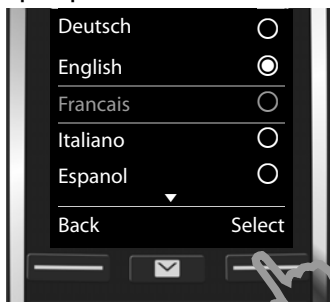 Deutsch
English
Francais
Italiano
Espanol
Back Select